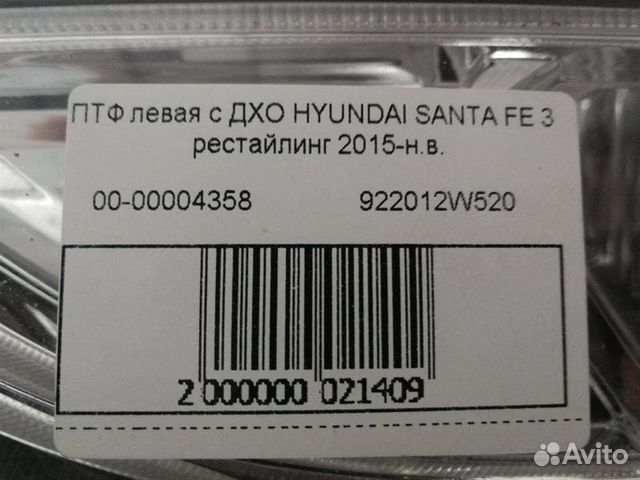 ПТФ левая с ДХО HYUNDAI SANTA FE 3
рестайлинг 2015-н.в.
00-00004358 922012W520
2 000000 021409
Avito